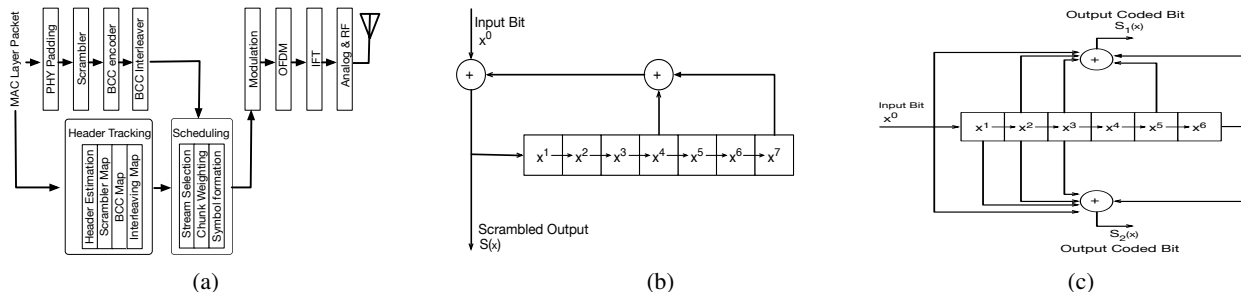 MAC Layer Packet
PHY Padding
Scrambler
BCC encoder
BCC Interleaver
Modulation
OFDM
IFT
Analog & RF
Header Tracking
Header Estimation
Scrambler Map
BCC Map
Interleaving Map
Scheduling
Stream Selection
Chunk Weighting
Symbol formation
(a)
Input Bit
x⁰
+
+
x¹ x² x³ x⁴ x⁵ x⁶ x⁷
Scrambled Output
S(x)
(b)
Output Coded Bit
S₁(x)
+
Input Bit
x⁰
x¹ x² x³ x⁴ x⁵ x⁶
+
S₂(x)
Output Coded Bit
(c)